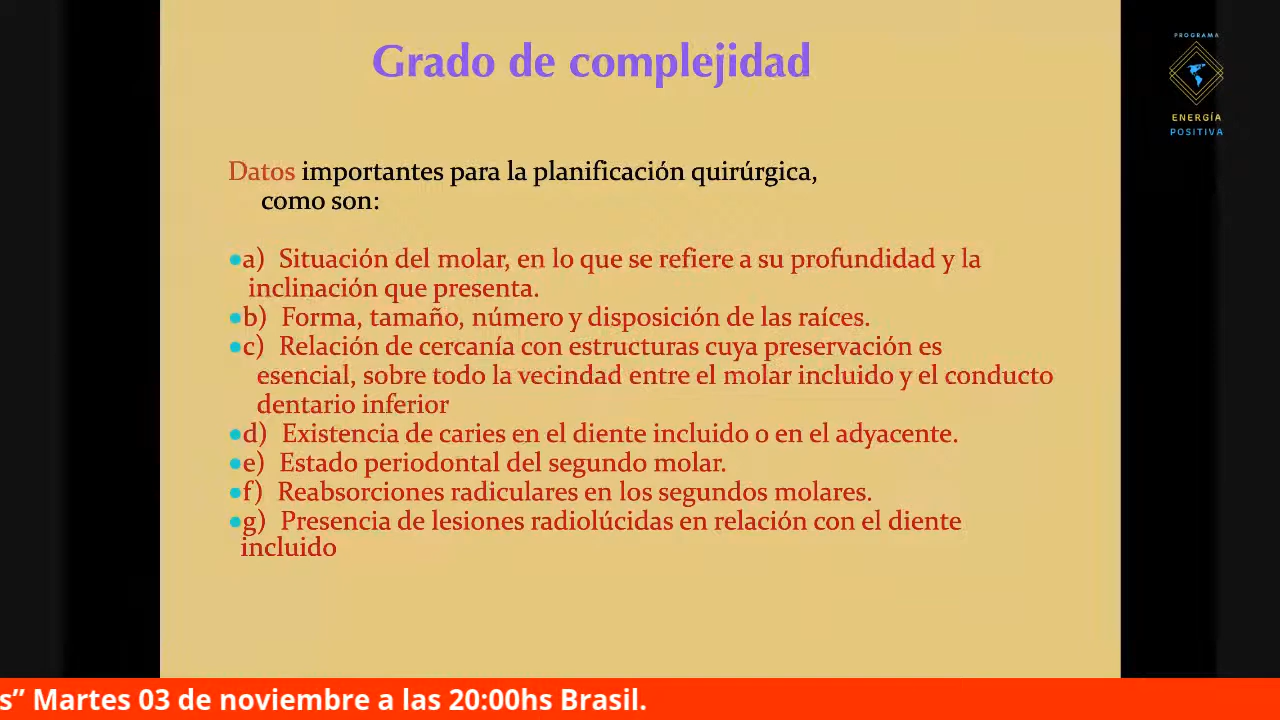 Grado de complejidad
PROGRAMA
ENERGÍA
POSITIVA
Datos importantes para la planificación quirúrgica,
como son:
•a) Situación del molar, en lo que se refiere a su profundidad y la
inclinación que presenta.
•b) Forma, tamaño, número y disposición de las raíces.
•c) Relación de cercanía con estructuras cuya preservación es
esencial, sobre todo la vecindad entre el molar incluido y el conducto
dentario inferior
•d) Existencia de caries en el diente incluido o en el adyacente.
•e) Estado periodontal del segundo molar.
•f) Reabsorciones radiculares en los segundos molares.
•g) Presencia de lesiones radiolúcidas en relación con el diente
incluido
s” Martes 03 de noviembre a las 20:00hs Brasil.